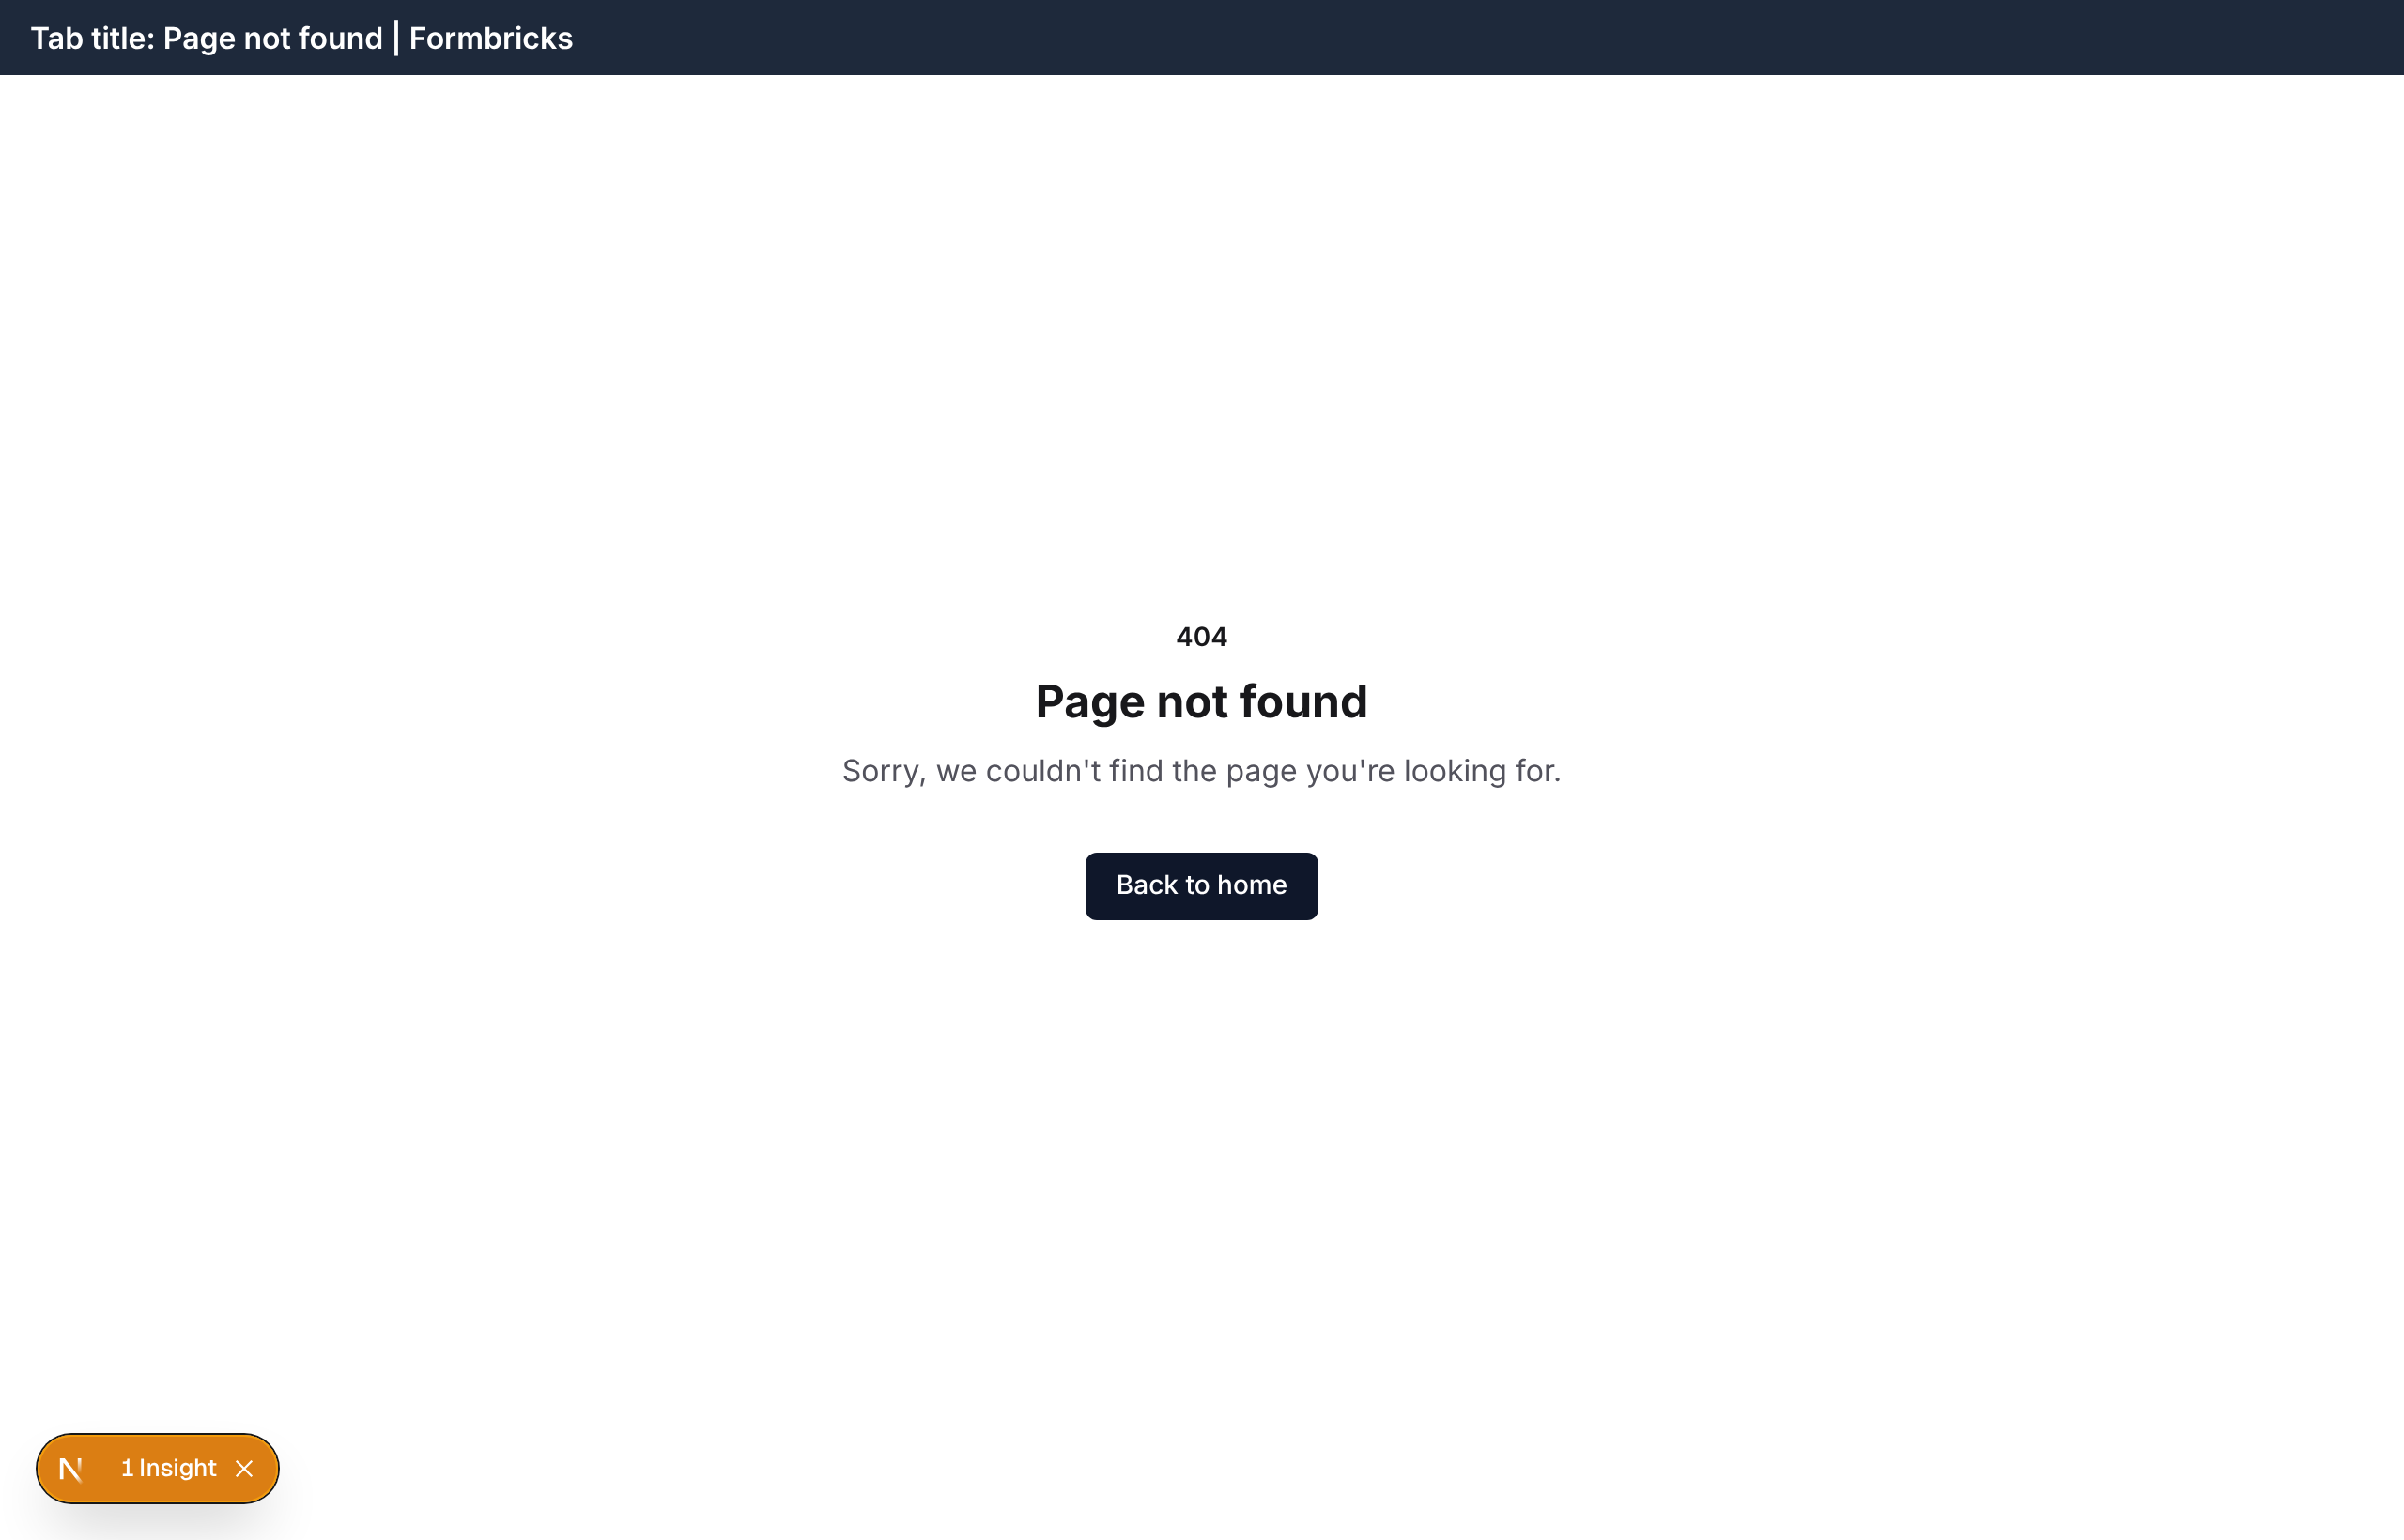 Tab title: Page not found | Formbricks
404
Page not found
Sorry, we couldn't find the page you're looking for.
Back to home
N 1 Insight